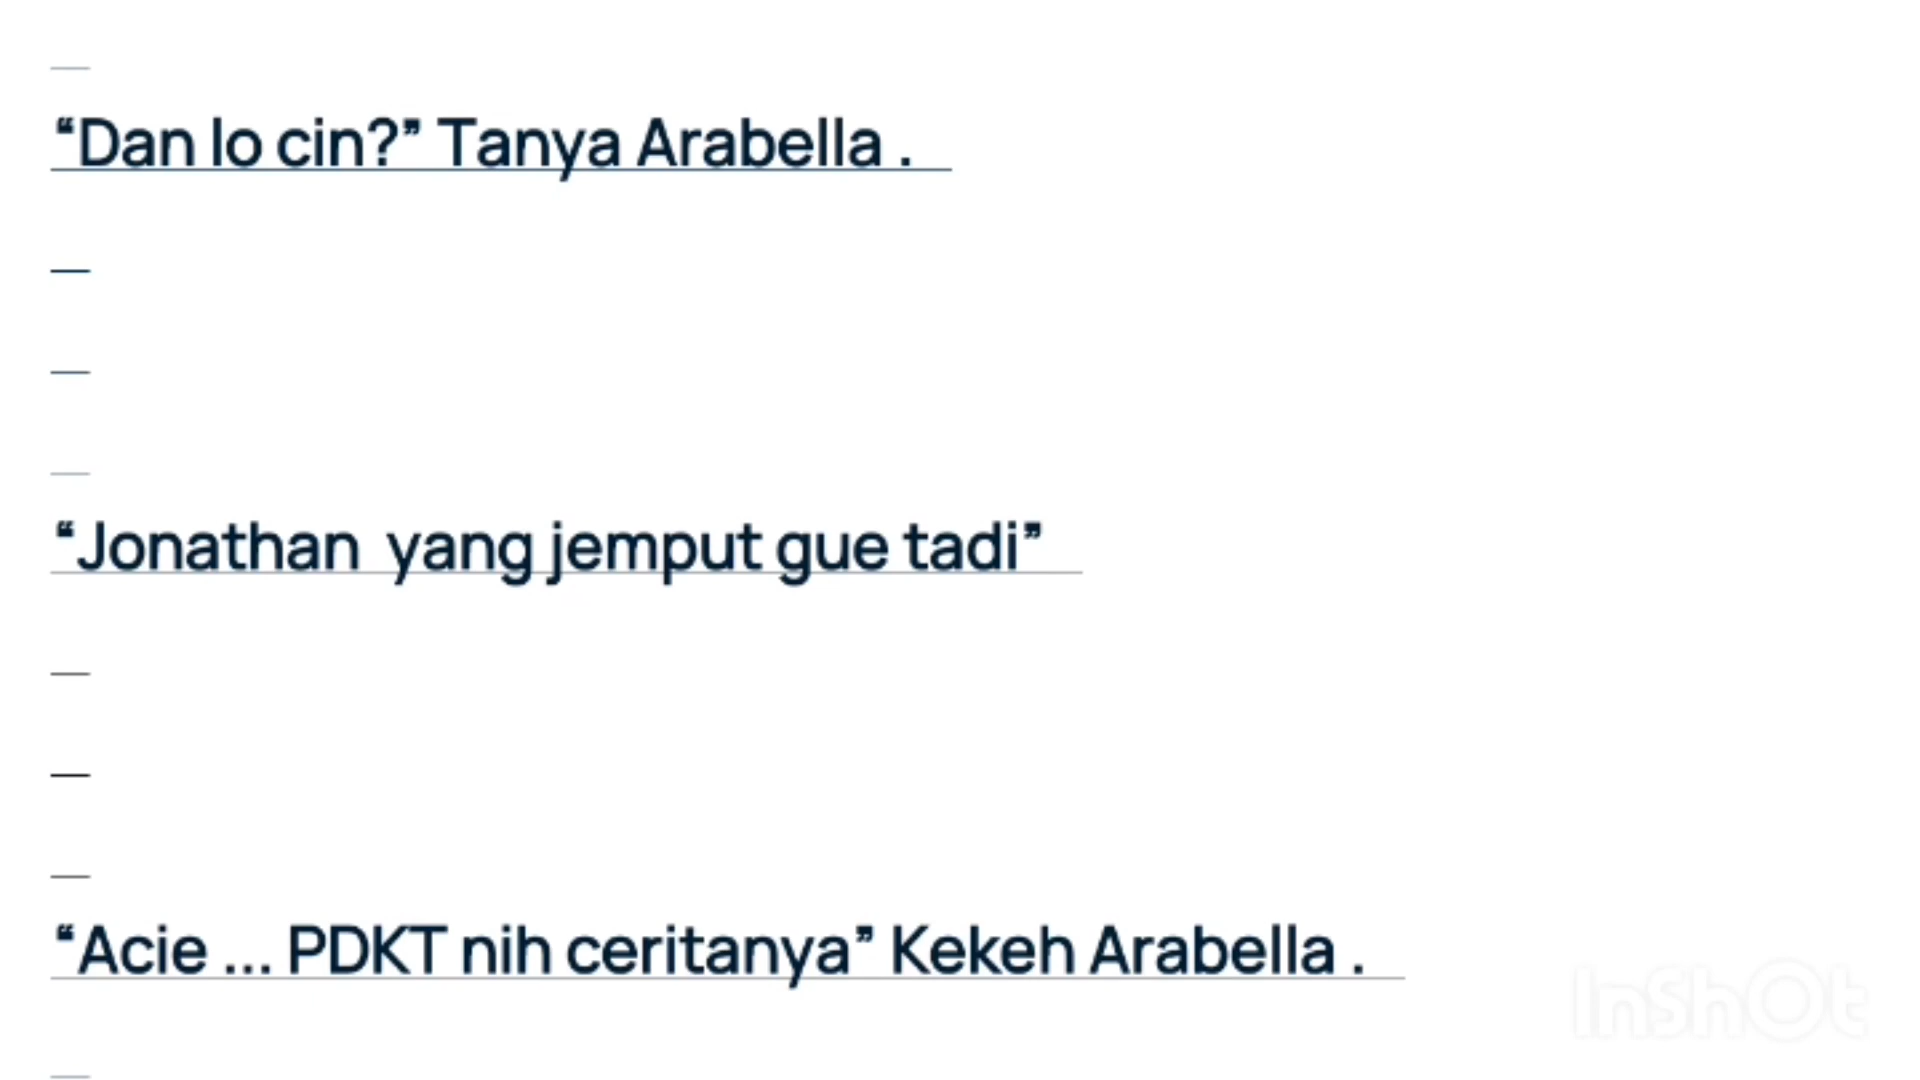 “Dan lo cin?” Tanya Arabella .
“Jonathan  yang jemput gue tadi”
“Acie ... PDKT nih ceritanya” Kekeh Arabella .
InShOt